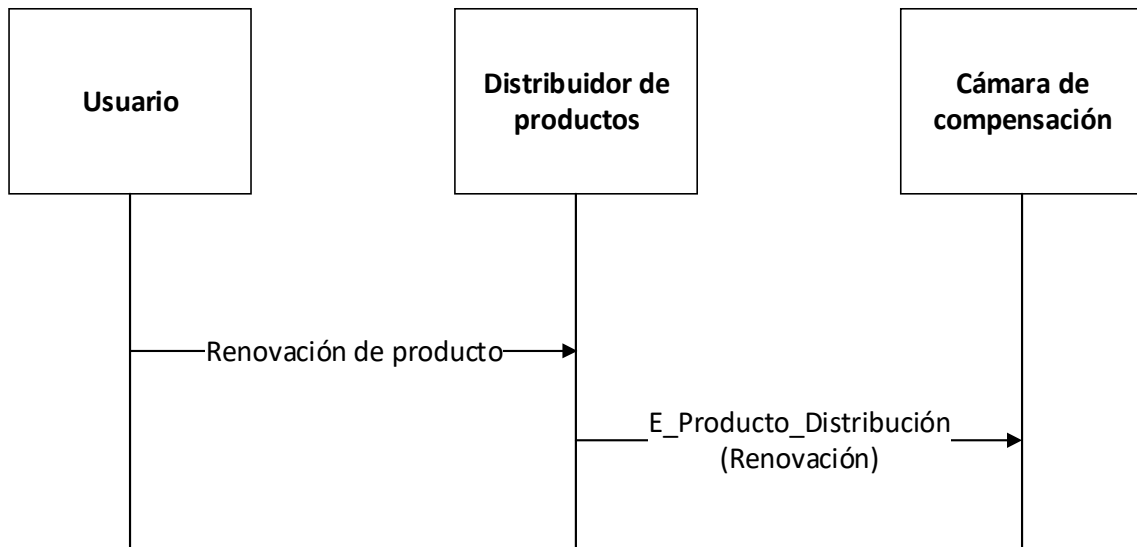 Usuario
Distribuidor de
productos
Cámara de
compensación
Renovación de producto
E_Producto_Distribución
(Renovación)